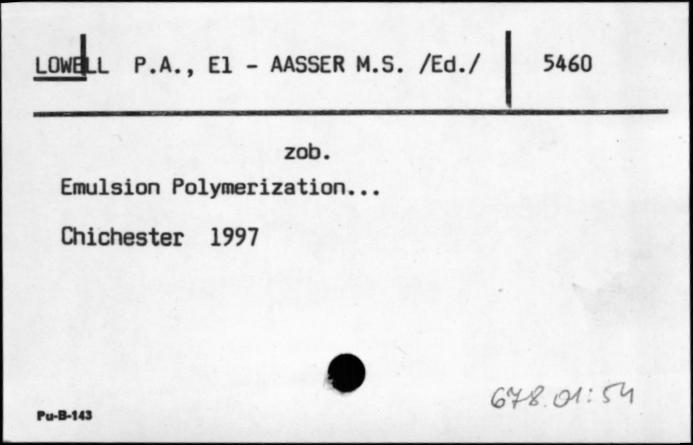 LOWELL P.A., El - AASSER M.S. /Ed./ 5460
zob.
Emulsion Polymerization...
Chichester 1997
678.01:54
Pu-B-143